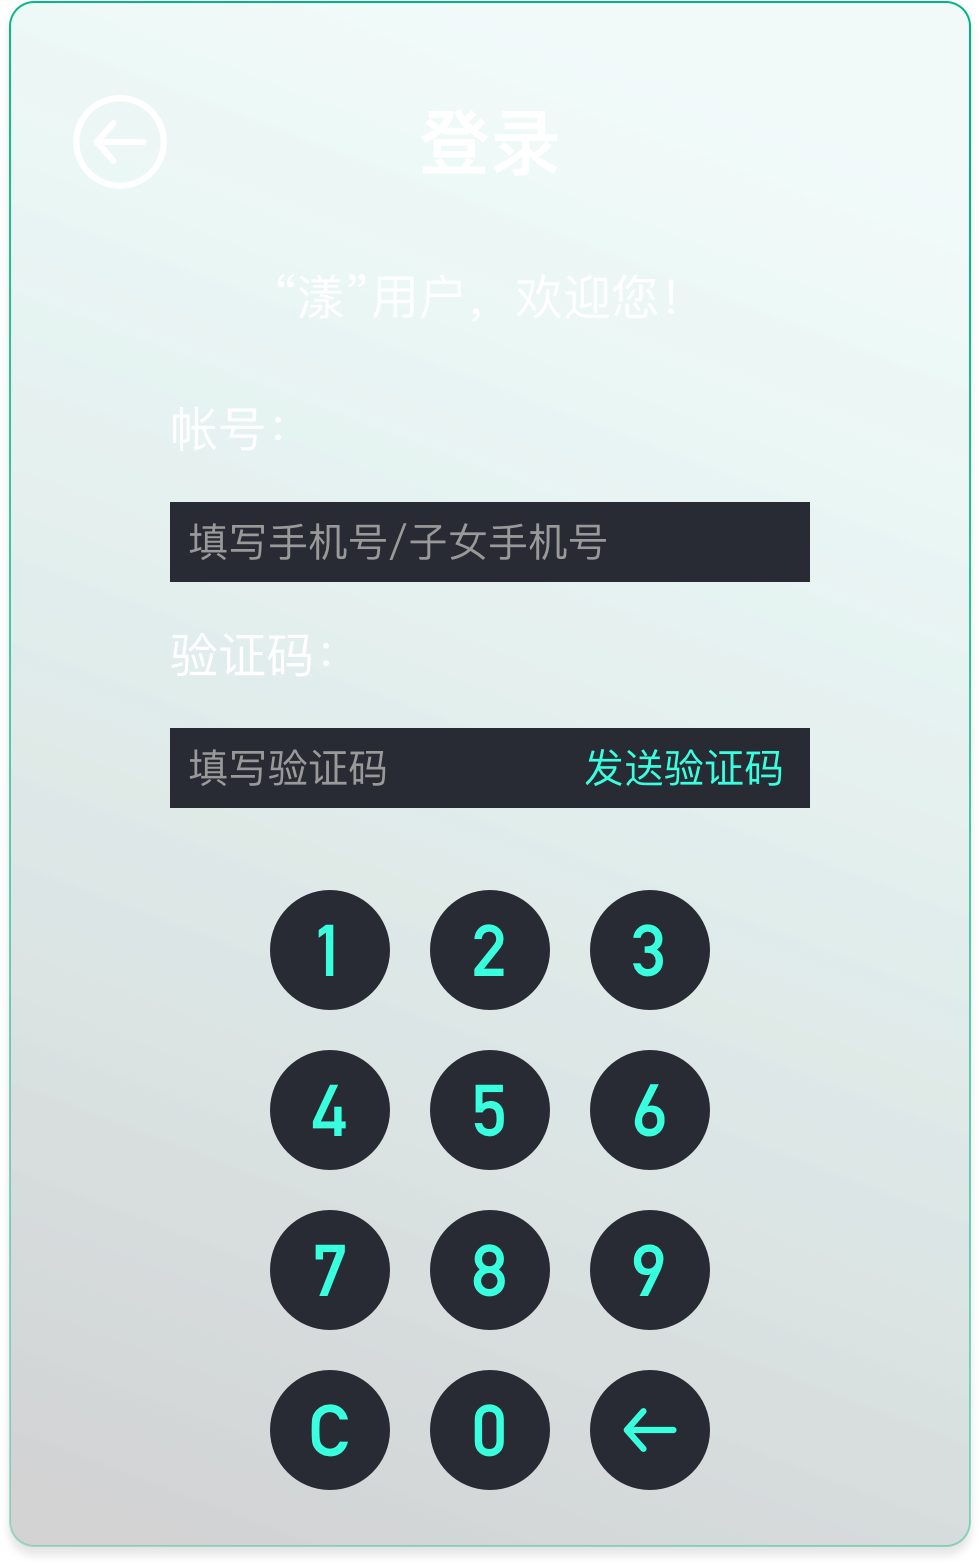 登录
“漾”用户，欢迎您！
帐号：
填写手机号/子女手机号
验证码：
填写验证码 发送验证码
1 2 3
4 5 6
7 8 9
C 0